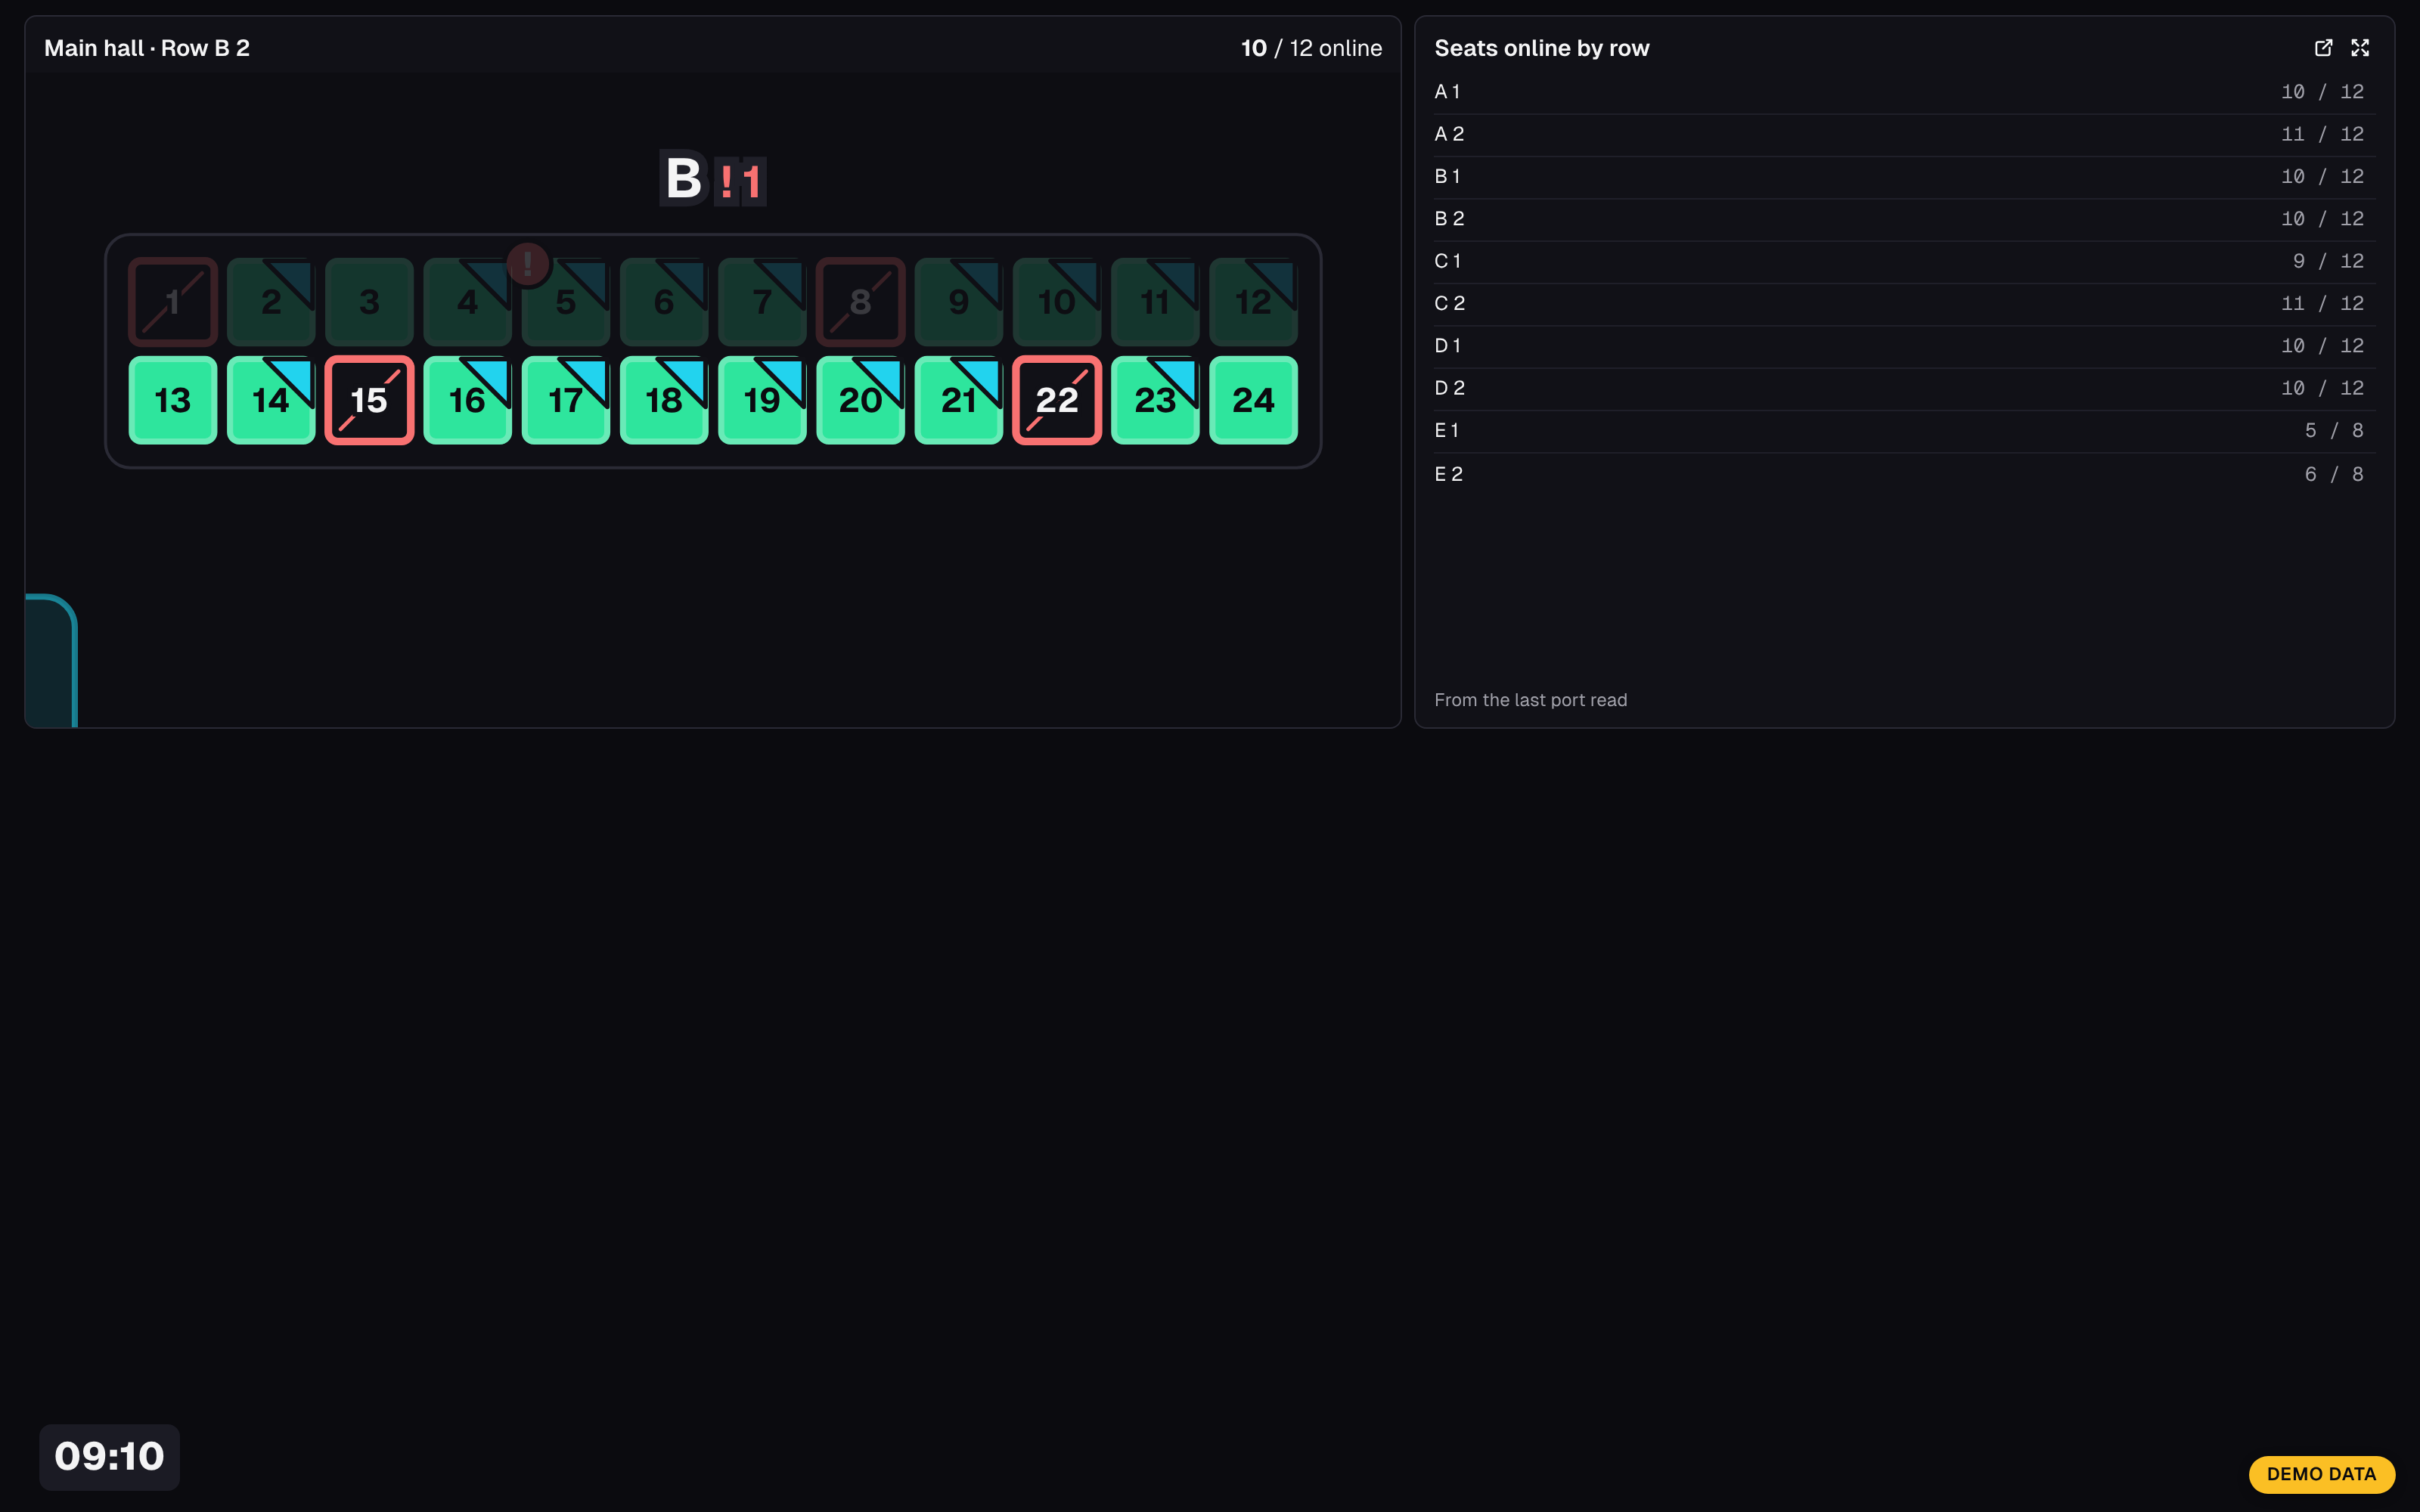 Main hall · Row B 2
10 / 12 online
B !1
!
1 2 3 4 5 6 7 8 9 10 11 12
13 14 15 16 17 18 19 20 21 22 23 24
Seats online by row
A 1 10 / 12
A 2 11 / 12
B 1 10 / 12
B 2 10 / 12
C 1 9 / 12
C 2 11 / 12
D 1 10 / 12
D 2 10 / 12
E 1 5 / 8
E 2 6 / 8
From the last port read
09:10
DEMO DATA